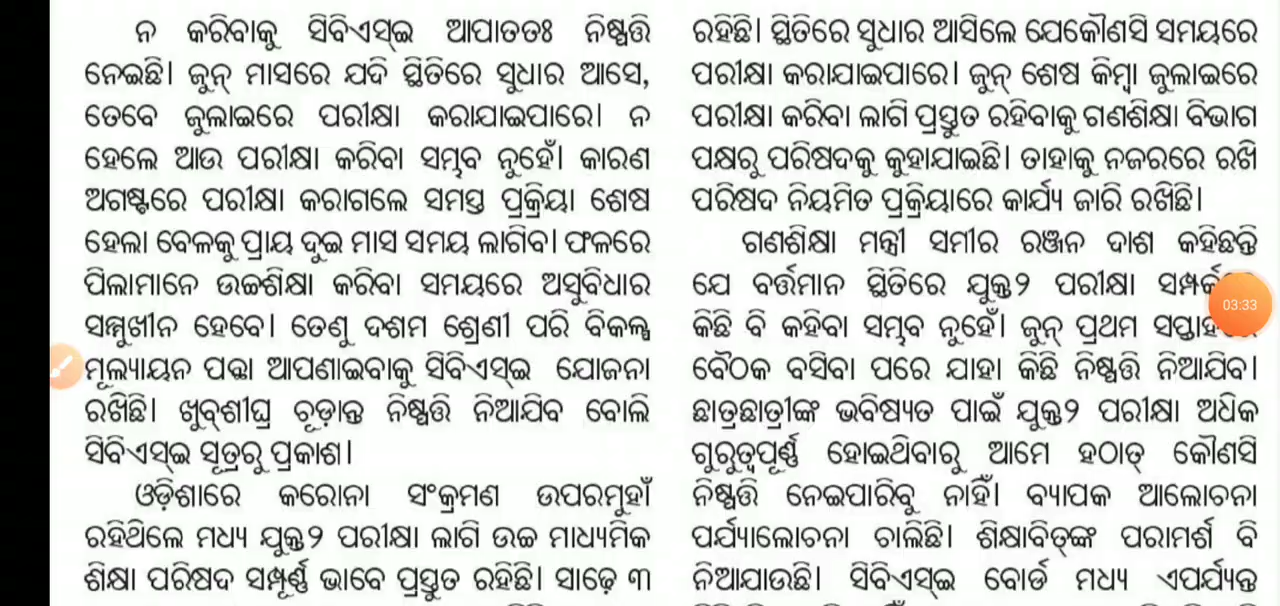 ନ କରିବାକୁ ସିବିଏସ୍ଇ ଆପାତତଃ ନିଷ୍ପତ୍ତି
ନେଇଛି। ଜୁନ୍ ମାସରେ ଯଦି ସ୍ଥିତିରେ ସୁଧାର ଆସେ,
ତେବେ ଜୁଲାଇରେ ପରୀକ୍ଷା କରାଯାଇପାରେ। ନ
ହେଲେ ଆଉ ପରୀକ୍ଷା କରିବା ସମ୍ଭବ ନୁହେଁ। କାରଣ
ଅଗଷ୍ଟରେ ପରୀକ୍ଷା କରାଗଲେ ସମସ୍ତ ପ୍ରକ୍ରିୟା ଶେଷ
ହେଲା ବେଳକୁ ପ୍ରାୟ ଦୁଇ ମାସ ସମୟ ଲାଗିବ। ଫଳରେ
ପିଲାମାନେ ଉଚ୍ଚଶିକ୍ଷା କରିବା ସମୟରେ ଅସୁବିଧାର
ସମ୍ମୁଖୀନ ହେବେ। ତେଣୁ ଦଶମ ଶ୍ରେଣୀ ପରି ବିକଳ୍ପ
ମୂଲ୍ୟାୟନ ପନ୍ଥା ଆପଣାଇବାକୁ ସିବିଏସ୍ଇ ଯୋଜନା
ରଖିଛି। ଖୁବ୍‌ଶୀଘ୍ର ଚୂଡ଼ାନ୍ତ ନିଷ୍ପତ୍ତି ନିଆଯିବ ବୋଲି
ସିବିଏସ୍ଇ ସୂତ୍ରରୁ ପ୍ରକାଶ।
ଓଡ଼ିଶାରେ କରୋନା ସଂକ୍ରମଣ ଉପରମୁହାଁ
ରହିଥିଲେ ମଧ୍ୟ ଯୁକ୍ତ୨ ପରୀକ୍ଷା ଲାଗି ଉଚ୍ଚ ମାଧ୍ୟମିକ
ଶିକ୍ଷା ପରିଷଦ ସମ୍ପୂର୍ଣ୍ଣ ଭାବେ ପ୍ରସ୍ତୁତ ରହିଛି। ସାଢ଼େ ୩
ରହିଛି। ସ୍ଥିତିରେ ସୁଧାର ଆସିଲେ ଯେକୌଣସି ସମୟରେ
ପରୀକ୍ଷା କରାଯାଇପାରେ। ଜୁନ୍ ଶେଷ କିମ୍ବା ଜୁଲାଇରେ
ପରୀକ୍ଷା କରିବା ଲାଗି ପ୍ରସ୍ତୁତ ରହିବାକୁ ଗଣଶିକ୍ଷା ବିଭାଗ
ପକ୍ଷରୁ ପରିଷଦକୁ କୁହାଯାଇଛି। ତାହାକୁ ନଜରରେ ରଖି
ପରିଷଦ ନିୟମିତ ପ୍ରକ୍ରିୟାରେ କାର୍ଯ୍ୟ ଜାରି ରଖିଛି।
ଗଣଶିକ୍ଷା ମନ୍ତ୍ରୀ ସମୀର ରଞ୍ଜନ ଦାଶ କହିଛନ୍ତି
ଯେ ବର୍ତ୍ତମାନ ସ୍ଥିତିରେ ଯୁକ୍ତ୨ ପରୀକ୍ଷା
03:33
କିଛି ବି କହିବା ସମ୍ଭବ ନୁହେଁ। ଜୁନ୍ ପ୍ରଥମ
ବୈଠକ ବସିବା ପରେ ଯାହା କିଛି ନିଷ୍ପତ୍ତି ନିଆଯିବ।
ଛାତ୍ରଛାତ୍ରୀଙ୍କ ଭବିଷ୍ୟତ ପାଇଁ ଯୁକ୍ତ୨ ପରୀକ୍ଷା ଅଧିକ
ଗୁରୁତ୍ୱପୂର୍ଣ୍ଣ ହୋଇଥିବାରୁ ଆମେ ହଠାତ୍ କୌଣସି
ନିଷ୍ପତ୍ତି ନେଇପାରିବୁ ନାହିଁ। ବ୍ୟାପକ ଆଲୋଚନା
ପର୍ଯ୍ୟାଲୋଚନା ଚାଲିଛି। ଶିକ୍ଷାବିତ୍‌ଙ୍କ ପରାମର୍ଶ ବି
ନିଆଯାଉଛି। ସିବିଏସ୍ଇ ବୋର୍ଡ ମଧ୍ୟ ଏପର୍ଯ୍ୟନ୍ତ